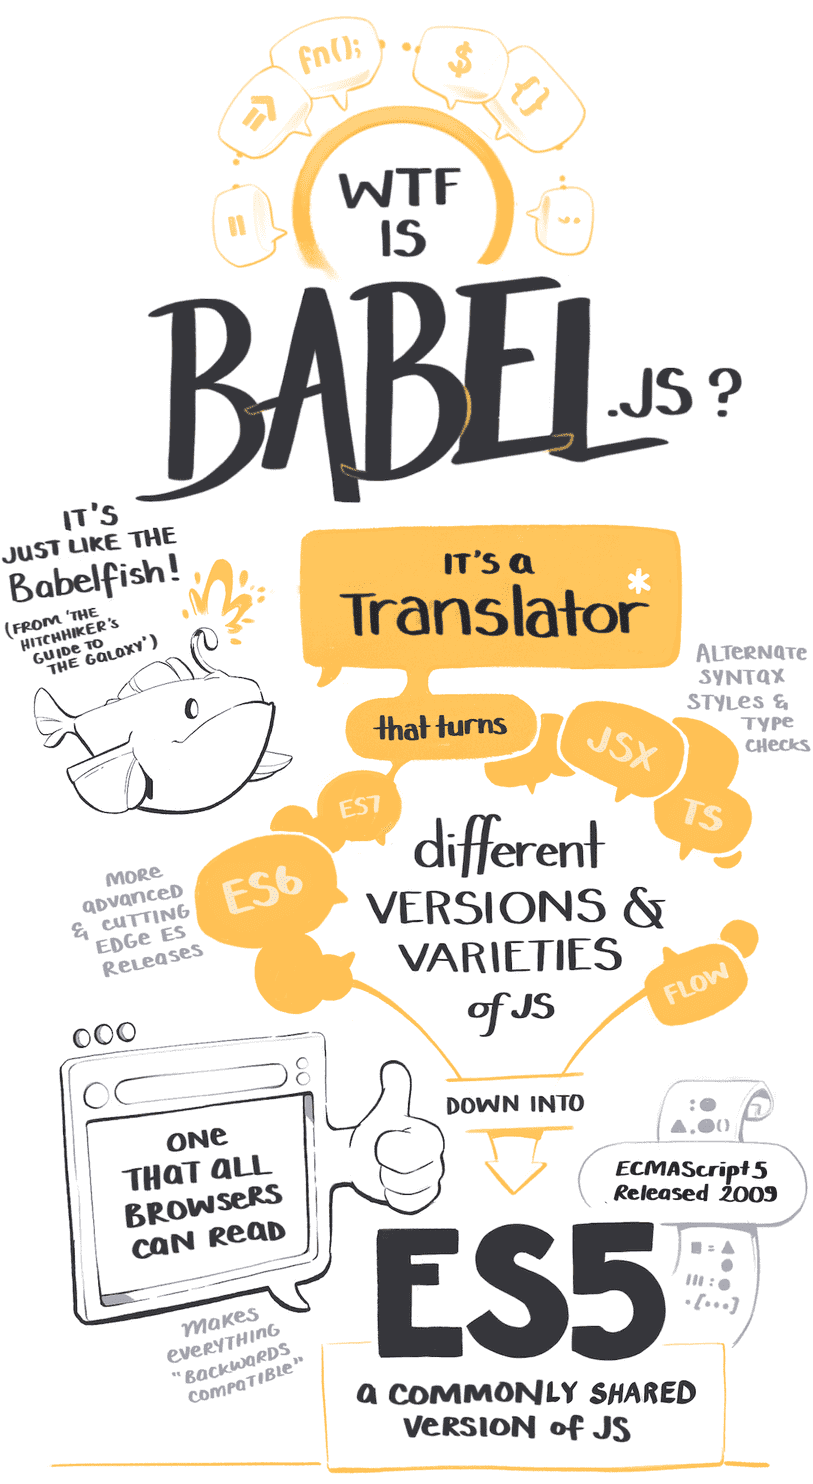 fn();
$
=>
{}
"
;
WTF
IS
BABEL.JS?
IT'S
JUST LIKE THE
Babelfish!
(FROM 'THE
HITCHHIKER'S
GUIDE TO
THE GALAXY')
IT'S a
Translator*
that turns
ALTERNATE
SYNTAX
STYLES &
TYPE
CHECKS
JSX
TS
ES7
ES6
different
VERSIONS &
VARIETIES
of JS
MORE
advanced
& CUTTING
EDGE ES
Releases
FLOW
DOWN INTO
ONE
THAT ALL
BROWSERS
CAN READ
ECMAScript5
Released 2009
ES5
makes
everything
"BACKWARDS
COMPATIBLE"
a COMMONLY SHARED
VERSION of JS